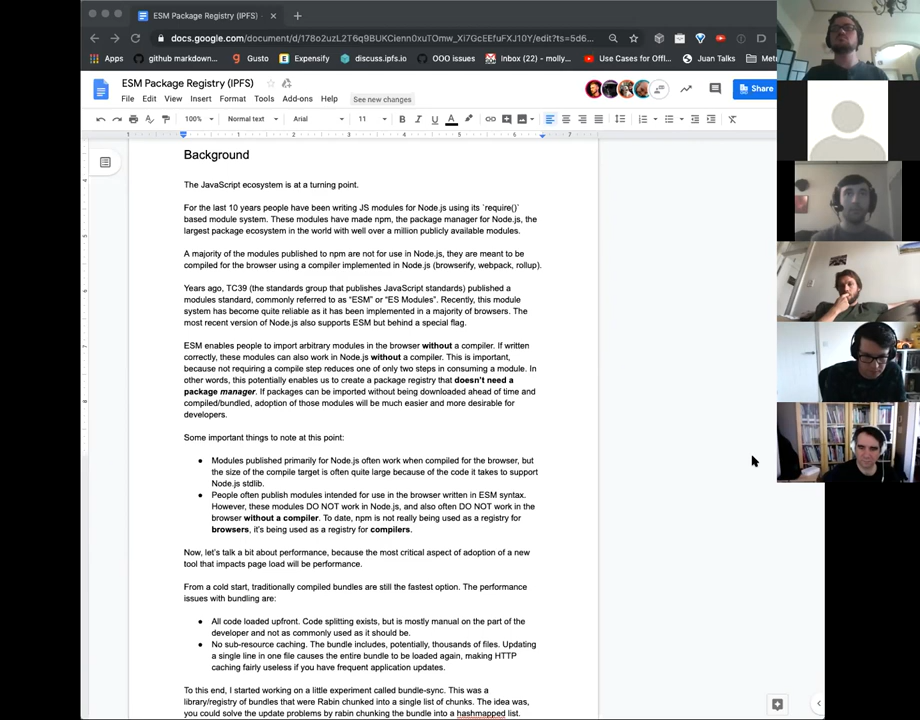 ESM Package Registry (IPFS)
docs.google.com/document/d/178o2uzL2T6q9BUKCienn0xuTOmw_Xi7GcEEfuFXJ10Y/edit?ts=5d6...
Apps github markdown... Gusto Expensify discuss.ipfs.io OOO issues Inbox (22) - molly... Use Cases for Offl... Juan Talks Met
ESM Package Registry (IPFS)
File Edit View Insert Format Tools Add-ons Help See new changes
Share
100% Normal text Arial 11
Background
The JavaScript ecosystem is at a turning point.
For the last 10 years people have been writing JS modules for Node.js using its `require()`
based module system. These modules have made npm, the package manager for Node.js, the
largest package ecosystem in the world with well over a million publicly available modules.
A majority of the modules published to npm are not for use in Node.js, they are meant to be
compiled for the browser using a compiler implemented in Node.js (browserify, webpack, rollup).
Years ago, TC39 (the standards group that publishes JavaScript standards) published a
modules standard, commonly referred to as “ESM” or “ES Modules”. Recently, this module
system has become quite reliable as it has been implemented in a majority of browsers. The
most recent version of Node.js also supports ESM but behind a special flag.
ESM enables people to import arbitrary modules in the browser without a compiler. If written
correctly, these modules can also work in Node.js without a compiler. This is important,
because not requiring a compile step reduces one of only two steps in consuming a module. In
other words, this potentially enables us to create a package registry that doesn’t need a
package manager. If packages can be imported without being downloaded ahead of time and
compiled/bundled, adoption of those modules will be much easier and more desirable for
developers.
Some important things to note at this point:
● Modules published primarily for Node.js often work when compiled for the browser, but
the size of the compile target is often quite large because of the code it takes to support
Node.js stdlib.
● People often publish modules intended for use in the browser written in ESM syntax.
However, these modules DO NOT work in Node.js, and also often DO NOT work in the
browser without a compiler. To date, npm is not really being used as a registry for
browsers, it’s being used as a registry for compilers.
Now, let’s talk a bit about performance, because the most critical aspect of adoption of a new
tool that impacts page load will be performance.
From a cold start, traditionally compiled bundles are still the fastest option. The performance
issues with bundling are:
● All code loaded upfront. Code splitting exists, but is mostly manual on the part of the
developer and not as commonly used as it should be.
● No sub-resource caching. The bundle includes, potentially, thousands of files. Updating
a single line in one file causes the entire bundle to be loaded again, making HTTP
caching fairly useless if you have frequent application updates.
To this end, I started working on a little experiment called bundle-sync. This was a
library/registry of bundles that were Rabin chunked into a single list of chunks. The idea was,
you could solve the update problems by rabin chunking the bundle into a hashmapped list.